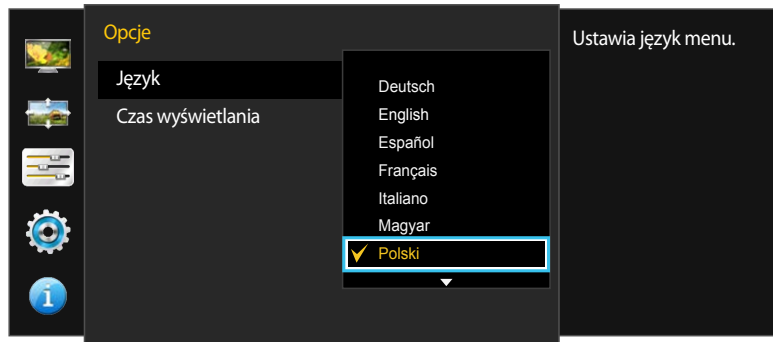 Opcje
Język
Czas wyświetlania
Deutsch
English
Español
Français
Italiano
Magyar
Polski
Ustawia język menu.